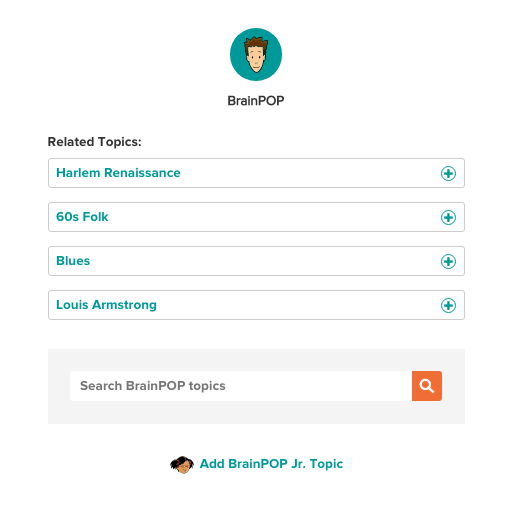 BrainPOP
Related Topics:
Harlem Renaissance
60s Folk
Blues
Louis Armstrong
Search BrainPOP topics
Add BrainPOP Jr. Topic